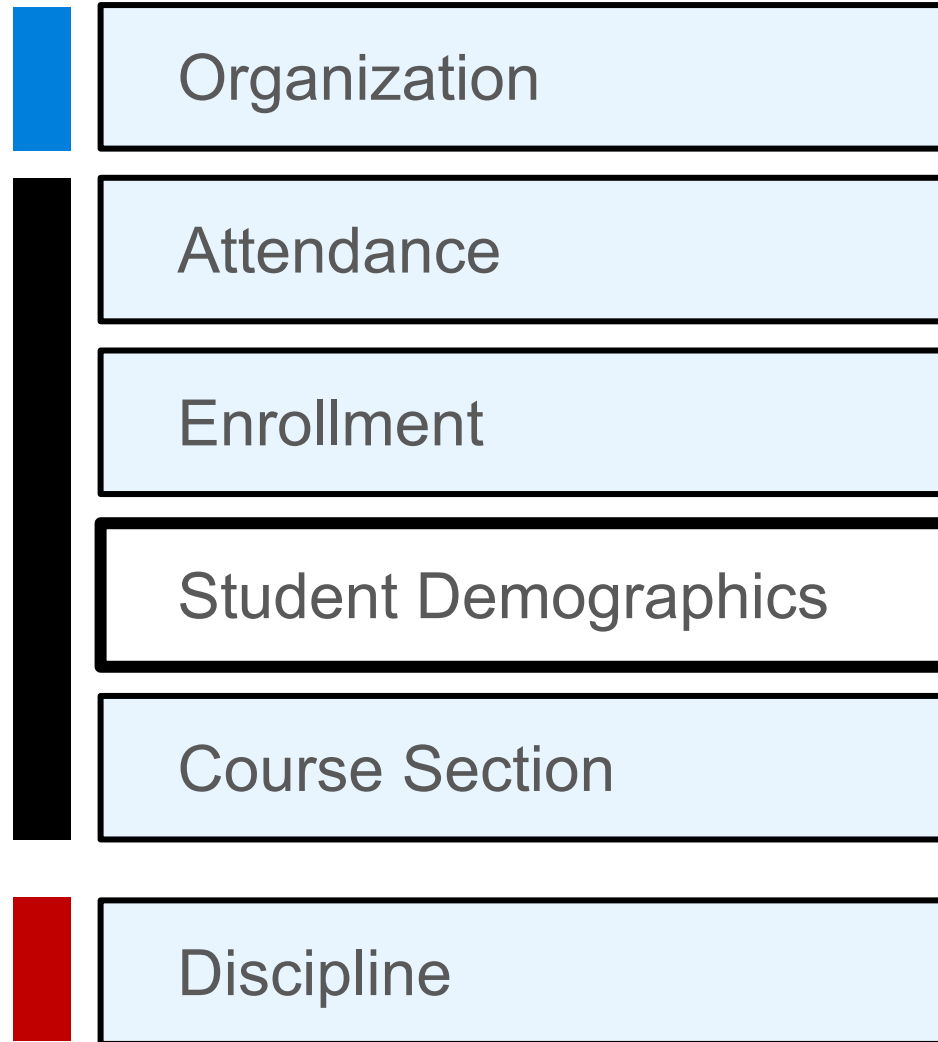 Organization
Attendance
Enrollment
Student Demographics
Course Section
Discipline